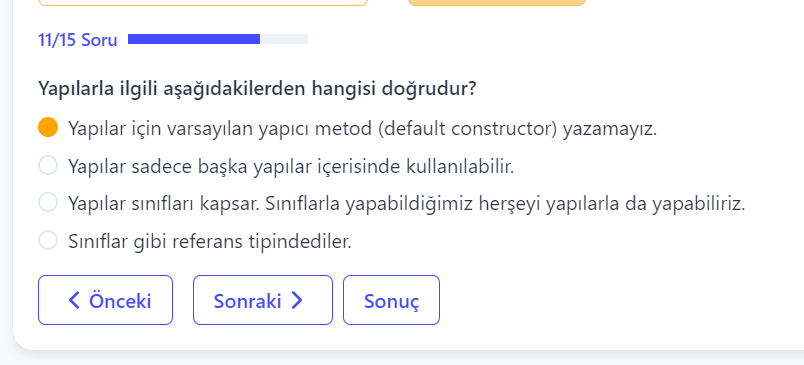 11/15 Soru
Yapılarla ilgili aşağıdakilerden hangisi doğrudur?
Yapılar için varsayılan yapıcı metod (default constructor) yazamayız.
Yapılar sadece başka yapılar içerisinde kullanılabilir.
Yapılar sınıfları kapsar. Sınıflarla yapabildiğimiz herşeyi yapılarla da yapabiliriz.
Sınıflar gibi referans tipindediler.
Önceki Sonraki Sonuç